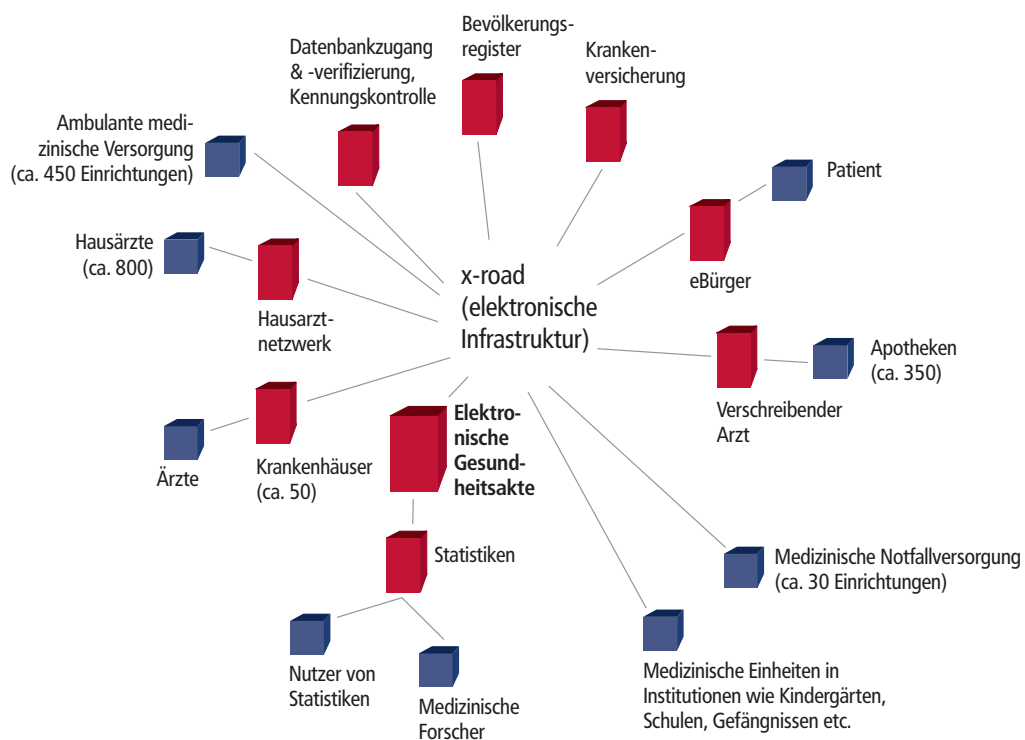 Bevölkerungs-
register
Datenbankzugang
& -verifizierung,
Kennungskontrolle
Kranken-
versicherung
Ambulante medi-
zinische Versorgung
(ca. 450 Einrichtungen)
Patient
Hausärzte
(ca. 800)
eBürger
x-road
(elektronische
Infrastruktur)
Hausarzt-
netzwerk
Apotheken
(ca. 350)
Verschreibender
Arzt
Elektro-
nische
Gesund-
heitsakte
Ärzte
Krankenhäuser
(ca. 50)
Statistiken
Medizinische Notfallversorgung
(ca. 30 Einrichtungen)
Nutzer von
Statistiken
Medizinische
Forscher
Medizinische Einheiten in
Institutionen wie Kindergärten,
Schulen, Gefängnissen etc.